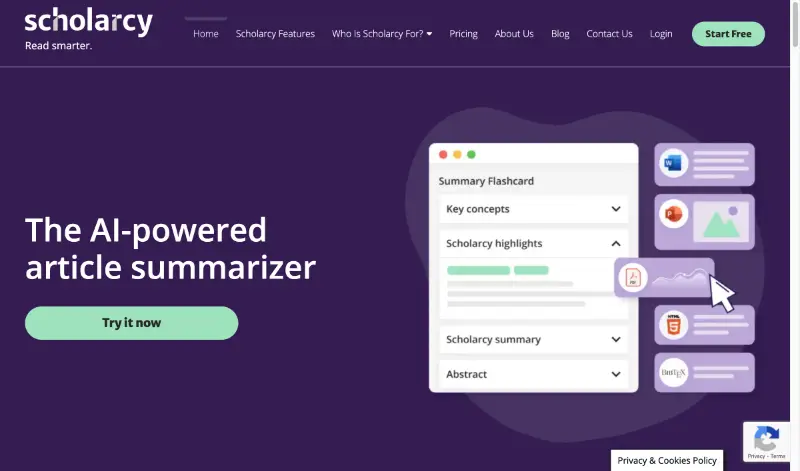 scholarcy
Read smarter.
Home
Scholarcy Features
Who Is Scholarcy For?
Pricing
About Us
Blog
Contact Us
Login
Start Free
The AI-powered
article summarizer
Try it now
Summary Flashcard
Key concepts
Scholarcy highlights
Scholarcy summary
Abstract
W
P
PDF
HTML
5
BibTeX
Privacy & Cookies Policy
Privacy - Terms